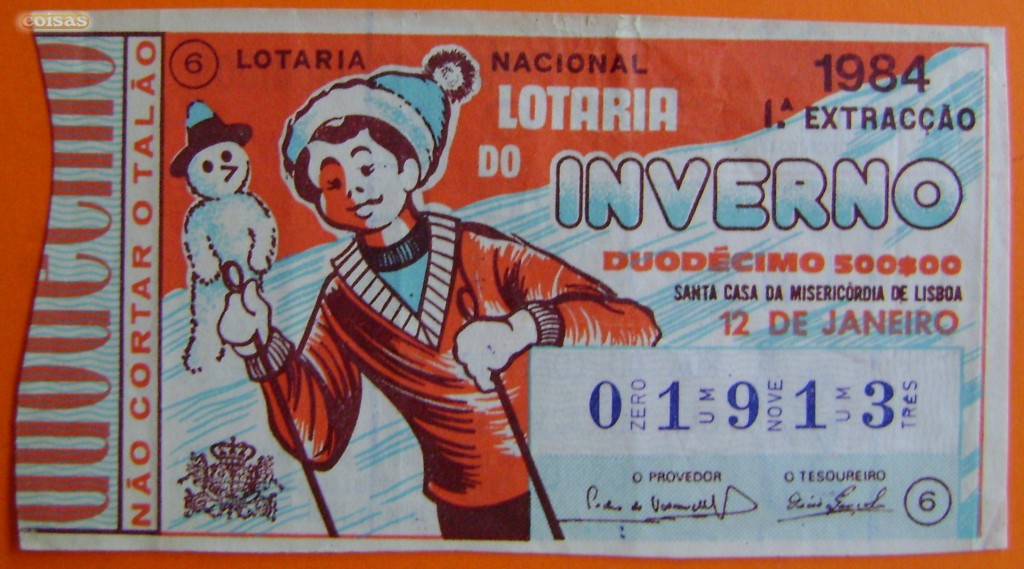 coisas
duodécimo
NÃO CORTAR O TALÃO
6 LOTARIA NACIONAL 1984
LOTARIA 1.ª EXTRACÇÃO
DO INVERNO
DUODÉCIMO 500$00
SANTA CASA DA MISERICÓRDIA DE LISBOA
12 DE JANEIRO
0 ZERO 1 UM 9 NOVE 1 UM 3 TRÊS
O PROVEDOR O TESOUREIRO
6